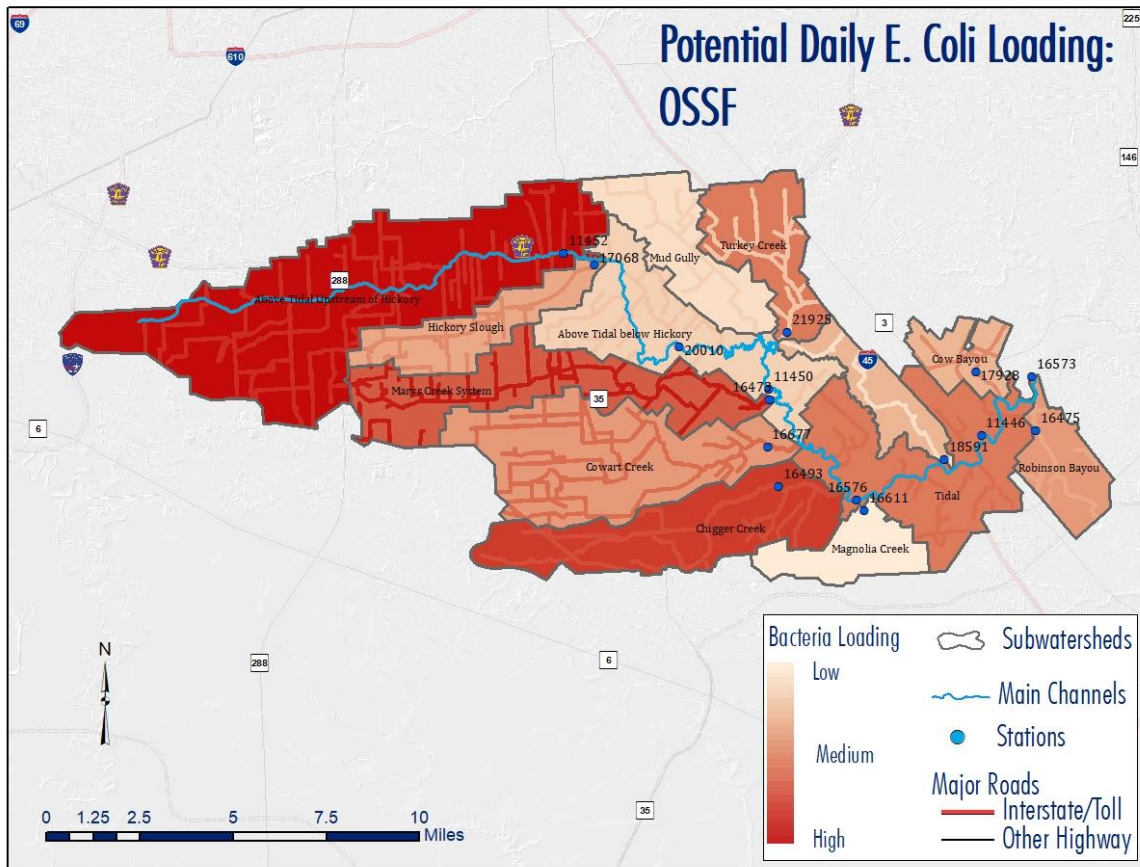 Potential Daily E. Coli Loading:
OSSF
69
610
225
146
11452
17068
Mud Gully
Turkey Creek
288
Above Tidal Upstream of Hickory
Hickory Slough
Above Tidal below Hickory
21925
3
45
20010
Cow Bayou
17928
16573
Marys Creek System
35
16473
11450
11446
16475
6
16677
18591
Robinson Bayou
Cowart Creek
16493
16576
16611
Tidal
Chigger Creek
Magnolia Creek
N
288
6
35
0 1.25 2.5 5 7.5 10
Miles
Bacteria Loading
Low
Medium
High
Subwatersheds
Main Channels
Stations
Major Roads
Interstate/Toll
Other Highway